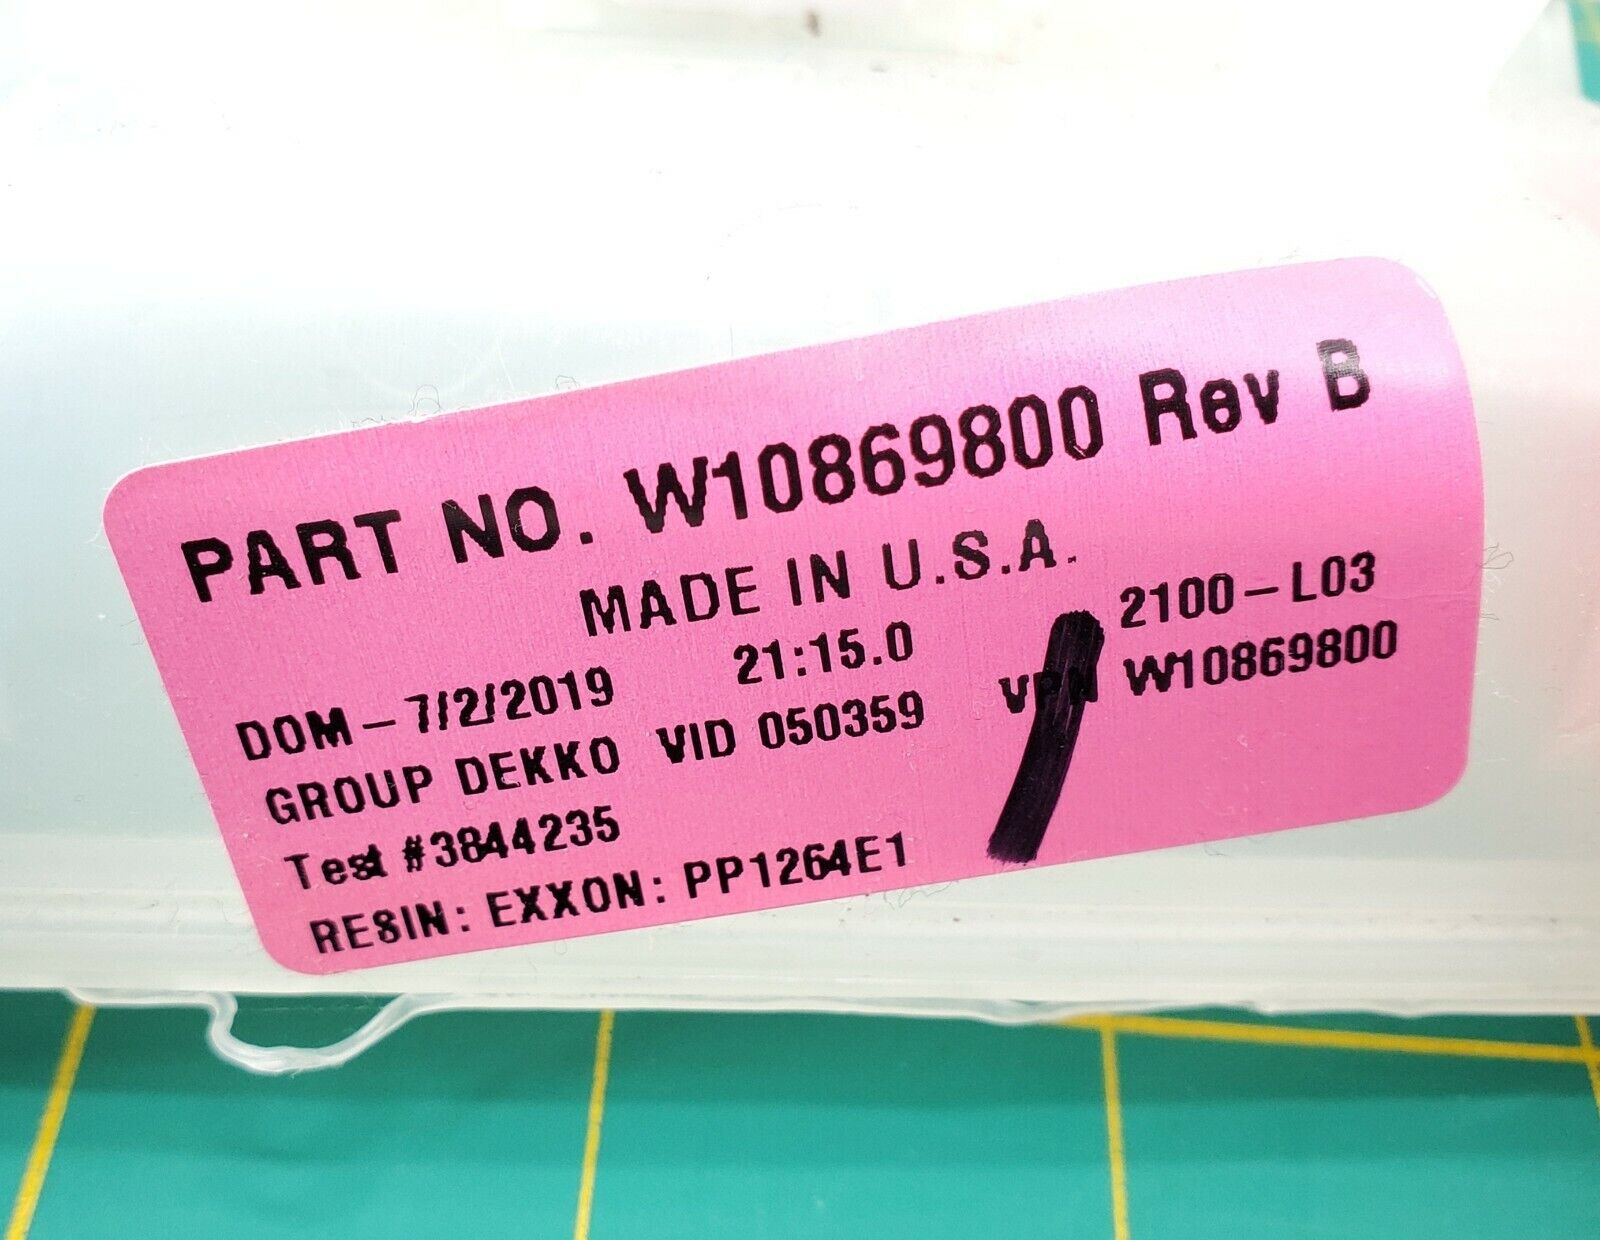 PART NO. W10869800 Rev B
MADE IN U.S.A.
DOM-7/2/2019 21:15.0 2100-L03
GROUP DEKKO VID 050359 VPN W10869800
Test #3844235
RESIN: EXXON: PP1264E1